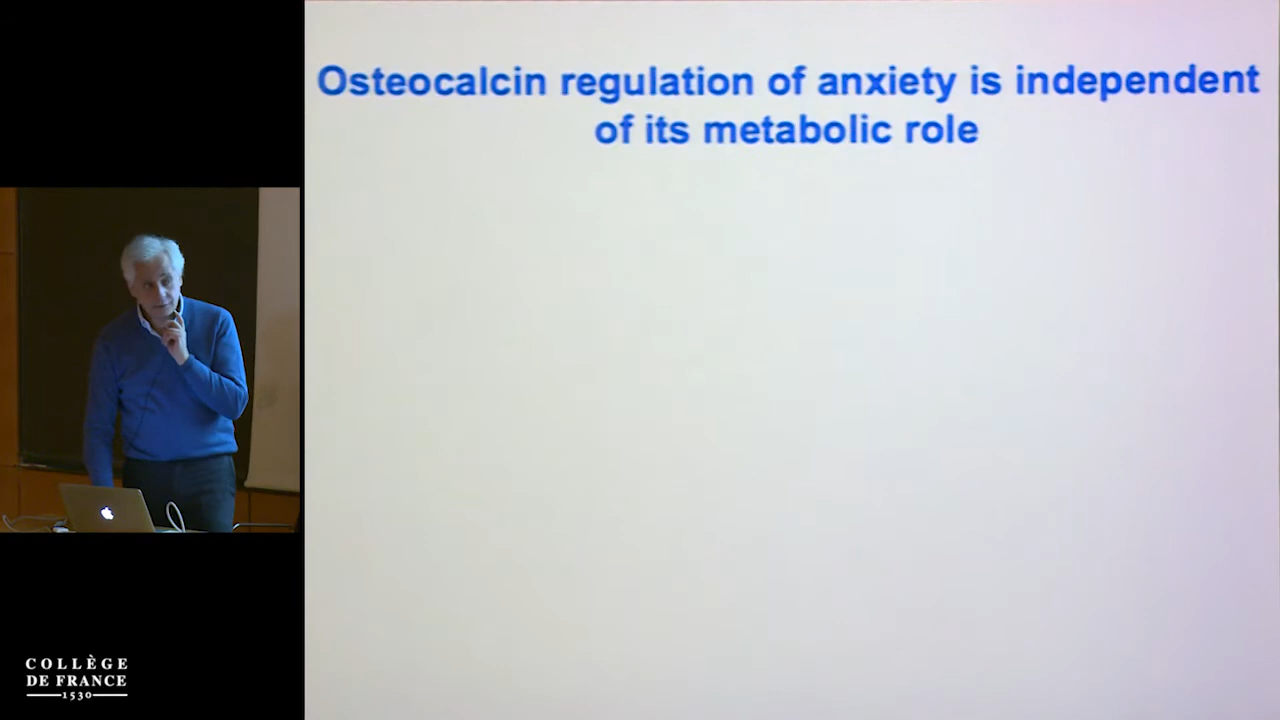 Osteocalcin regulation of anxiety is independent
of its metabolic role
COLLÈGE
DE FRANCE
1530